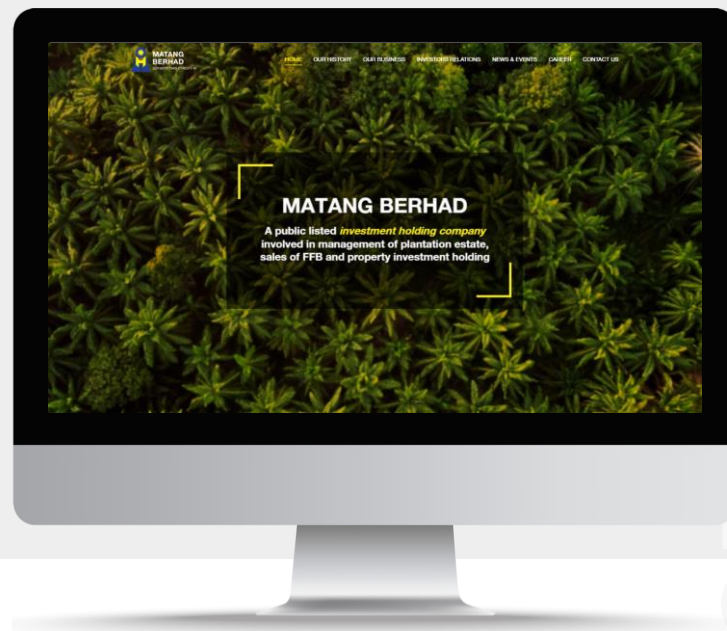 MATANG
BERHAD
HOME OUR HISTORY OUR BUSINESS INVESTORS RELATIONS NEWS & EVENTS CAREER CONTACT US
MATANG BERHAD
A public listed investment holding company
involved in management of plantation estate,
sales of FFB and property investment holding